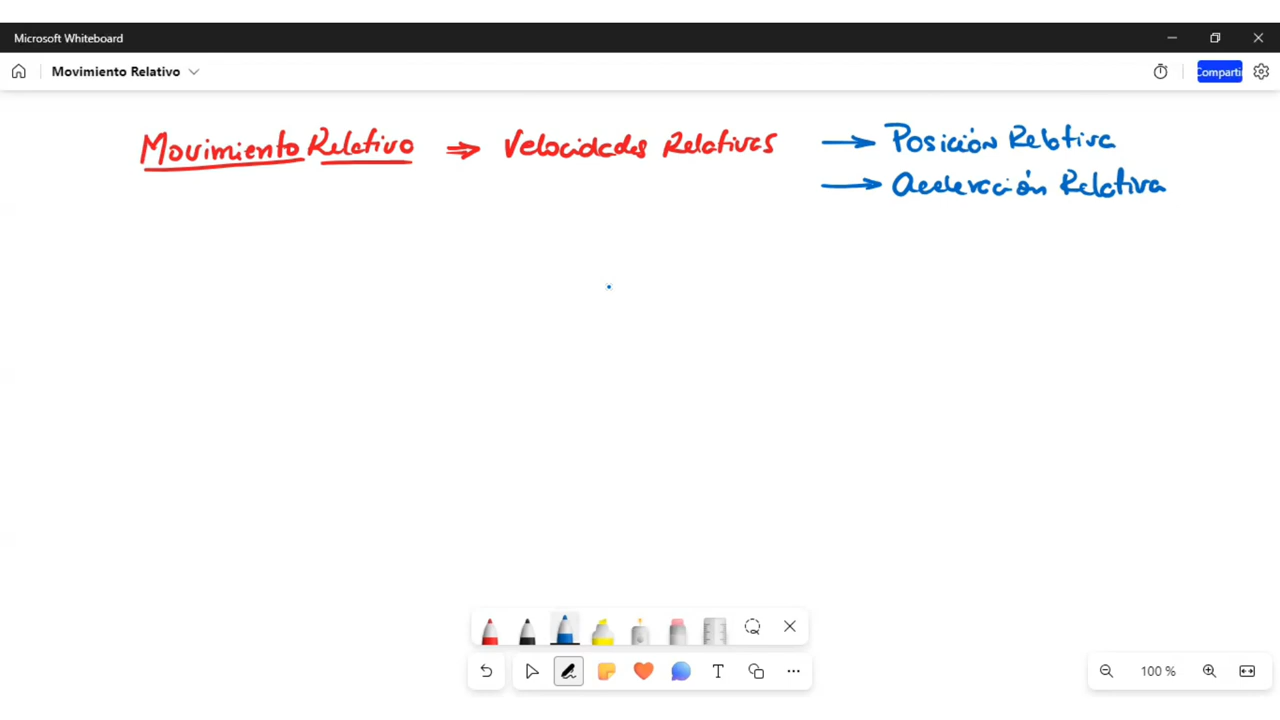 Microsoft Whiteboard
Movimiento Relativo
Comparti
Movimiento Relativo ⇒ Velocidades Relativas → Posición Relativa
→ Aceleración Relativa
100 %